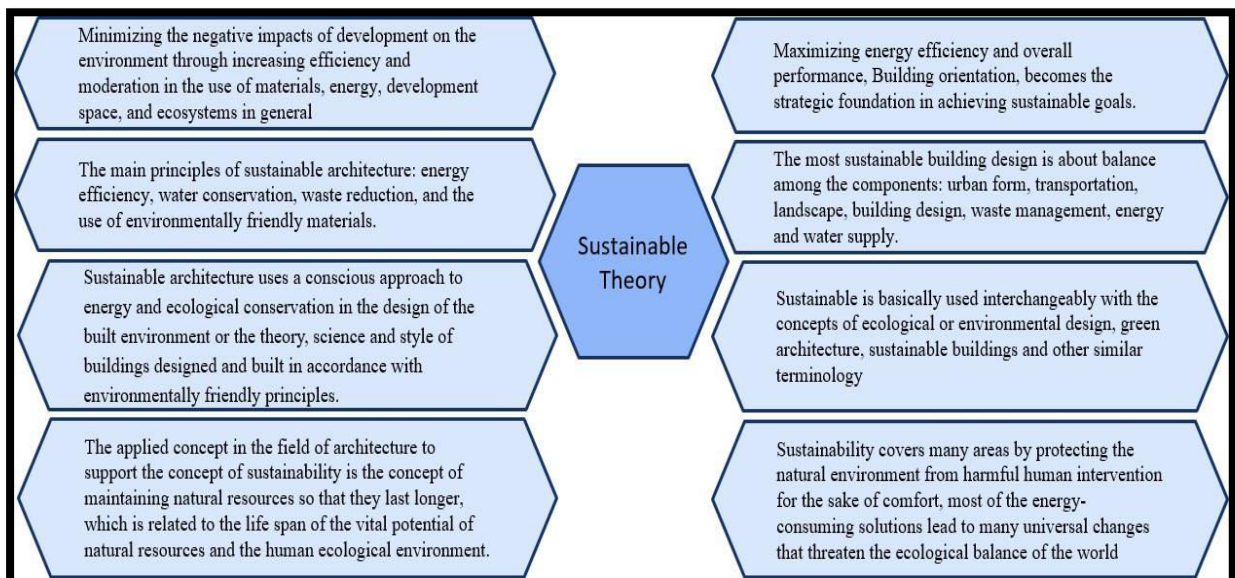 Minimizing the negative impacts of development on the
environment through increasing efficiency and
moderation in the use of materials, energy, development
space, and ecosystems in general
The main principles of sustainable architecture: energy
efficiency, water conservation, waste reduction, and the
use of environmentally friendly materials.
Sustainable architecture uses a conscious approach to
energy and ecological conservation in the design of the
built environment or the theory, science and style of
buildings designed and built in accordance with
environmentally friendly principles.
The applied concept in the field of architecture to
support the concept of sustainability is the concept of
maintaining natural resources so that they last longer,
which is related to the life span of the vital potential of
natural resources and the human ecological environment.
Sustainable
Theory
Maximizing energy efficiency and overall
performance, Building orientation, becomes the
strategic foundation in achieving sustainable goals.
The most sustainable building design is about balance
among the components: urban form, transportation,
landscape, building design, waste management, energy
and water supply.
Sustainable is basically used interchangeably with the
concepts of ecological or environmental design, green
architecture, sustainable buildings and other similar
terminology
Sustainability covers many areas by protecting the
natural environment from harmful human intervention
for the sake of comfort, most of the energy-
consuming solutions lead to many universal changes
that threaten the ecological balance of the world